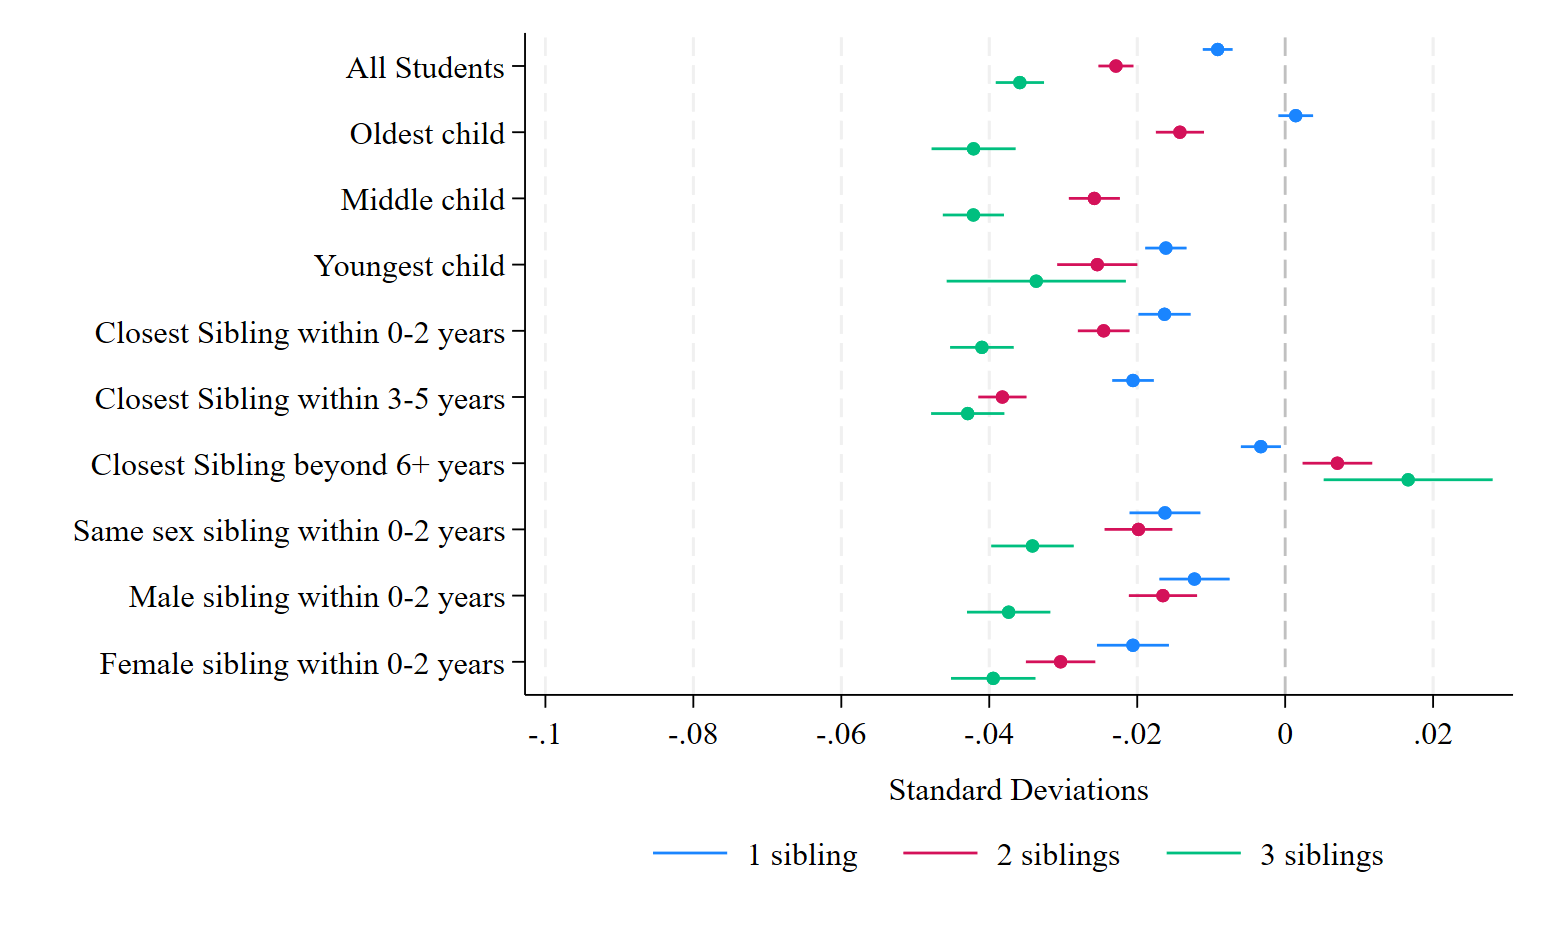 All Students
Oldest child
Middle child
Youngest child
Closest Sibling within 0-2 years
Closest Sibling within 3-5 years
Closest Sibling beyond 6+ years
Same sex sibling within 0-2 years
Male sibling within 0-2 years
Female sibling within 0-2 years
-.1 -.08 -.06 -.04 -.02 0 .02
Standard Deviations
1 sibling 2 siblings 3 siblings